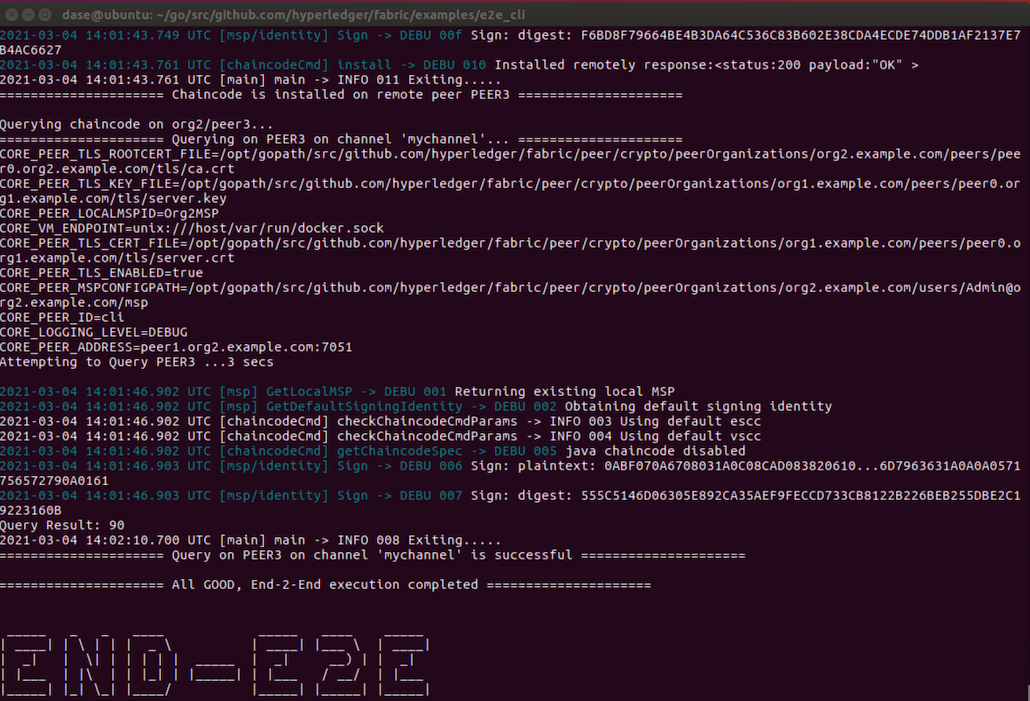 dase@ubuntu: ~/go/src/github.com/hyperledger/fabric/examples/e2e_cli
2021-03-04 14:01:43.749 UTC [msp/identity] Sign -> DEBU 00f Sign: digest: F6BD8F79664BE4B3DA64C536C83B602E38CDA4ECDE74DDB1AF2137E7
B4AC6627
2021-03-04 14:01:43.761 UTC [chaincodeCmd] install -> DEBU 010 Installed remotely response:<status:200 payload:"OK" >
2021-03-04 14:01:43.761 UTC [main] main -> INFO 011 Exiting.....
===================== Chaincode is installed on remote peer PEER3 =====================
Querying chaincode on org2/peer3...
===================== Querying on PEER3 on channel 'mychannel'... =====================
CORE_PEER_TLS_ROOTCERT_FILE=/opt/gopath/src/github.com/hyperledger/fabric/peer/crypto/peerOrganizations/org2.example.com/peers/pee
r0.org2.example.com/tls/ca.crt
CORE_PEER_TLS_KEY_FILE=/opt/gopath/src/github.com/hyperledger/fabric/peer/crypto/peerOrganizations/org1.example.com/peers/peer0.or
g1.example.com/tls/server.key
CORE_PEER_LOCALMSPID=Org2MSP
CORE_VM_ENDPOINT=unix:///host/var/run/docker.sock
CORE_PEER_TLS_CERT_FILE=/opt/gopath/src/github.com/hyperledger/fabric/peer/crypto/peerOrganizations/org1.example.com/peers/peer0.o
rg1.example.com/tls/server.crt
CORE_PEER_TLS_ENABLED=true
CORE_PEER_MSPCONFIGPATH=/opt/gopath/src/github.com/hyperledger/fabric/peer/crypto/peerOrganizations/org2.example.com/users/Admin@o
rg2.example.com/msp
CORE_PEER_ID=cli
CORE_LOGGING_LEVEL=DEBUG
CORE_PEER_ADDRESS=peer1.org2.example.com:7051
Attempting to Query PEER3 ...3 secs
2021-03-04 14:01:46.902 UTC [msp] GetLocalMSP -> DEBU 001 Returning existing local MSP
2021-03-04 14:01:46.902 UTC [msp] GetDefaultSigningIdentity -> DEBU 002 Obtaining default signing identity
2021-03-04 14:01:46.902 UTC [chaincodeCmd] checkChaincodeCmdParams -> INFO 003 Using default escc
2021-03-04 14:01:46.902 UTC [chaincodeCmd] checkChaincodeCmdParams -> INFO 004 Using default vscc
2021-03-04 14:01:46.902 UTC [chaincodeCmd] getChaincodeSpec -> DEBU 005 java chaincode disabled
2021-03-04 14:01:46.903 UTC [msp/identity] Sign -> DEBU 006 Sign: plaintext: 0ABF070A6708031A0C08CAD083820610...6D7963631A0A0A0571
756572790A0161
2021-03-04 14:01:46.903 UTC [msp/identity] Sign -> DEBU 007 Sign: digest: 555C5146D06305E892CA35AEF9FECCD733CB8122B226BEB255DBE2C1
9223160B
Query Result: 90
2021-03-04 14:02:10.700 UTC [main] main -> INFO 008 Exiting.....
===================== Query on PEER3 on channel 'mychannel' is successful =====================
===================== All GOOD, End-2-End execution completed =====================
END-E2E